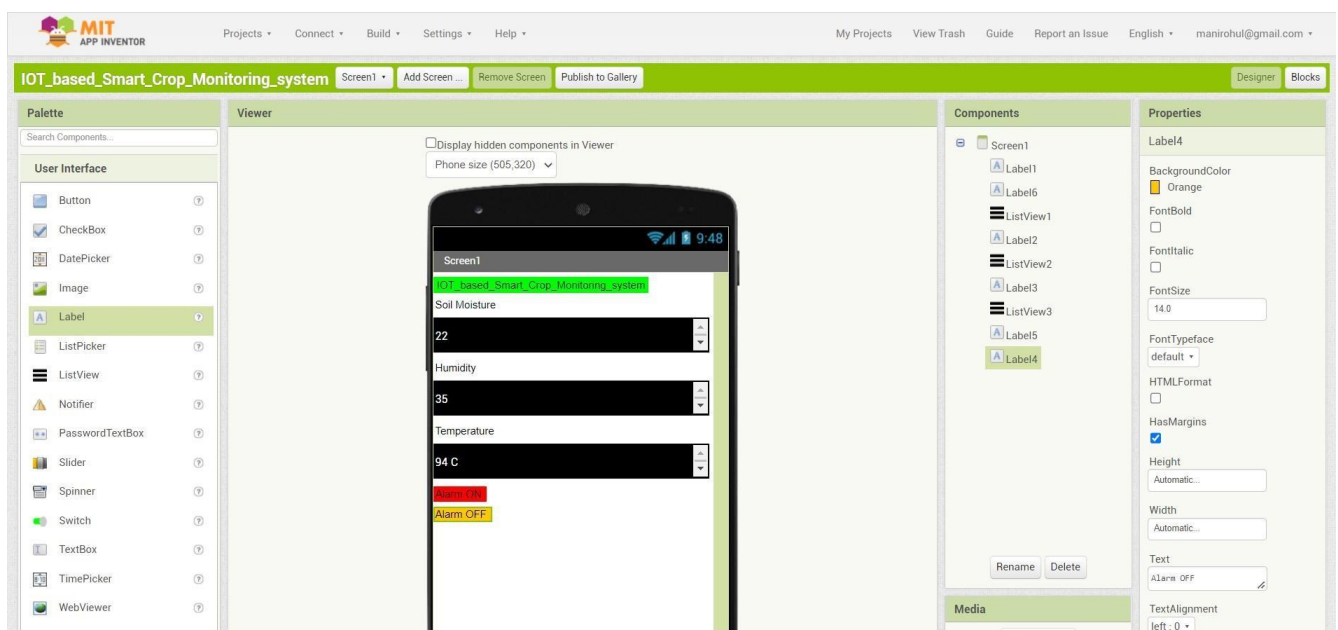 MIT
APP INVENTOR
Projects Connect Build Settings Help My Projects View Trash Guide Report an Issue English manirohul@gmail.com
IOT_based_Smart_Crop_Monitoring_system Screen1 Add Screen ... Remove Screen Publish to Gallery Designer Blocks
Palette
Search Components...
User Interface
Button ?
CheckBox ?
DatePicker ?
Image ?
Label ?
ListPicker ?
ListView ?
Notifier ?
PasswordTextBox ?
Slider ?
Spinner ?
Switch ?
TextBox ?
TimePicker ?
WebViewer ?
Viewer
Display hidden components in Viewer
Phone size (505,320)
9:48
Screen1
IOT_based_Smart_Crop_Monitoring_system
Soil Moisture
22
Humidity
35
Temperature
94 C
Alarm ON
Alarm OFF
Components
Screen1
A Label1
A Label6
ListView1
A Label2
ListView2
A Label3
ListView3
A Label5
A Label4
Rename Delete
Media
Properties
Label4
BackgroundColor
Orange
FontBold
FontItalic
FontSize
14.0
FontTypeface
default
HTMLFormat
HasMargins
Height
Automatic...
Width
Automatic...
Text
Alarm OFF
TextAlignment
left : 0